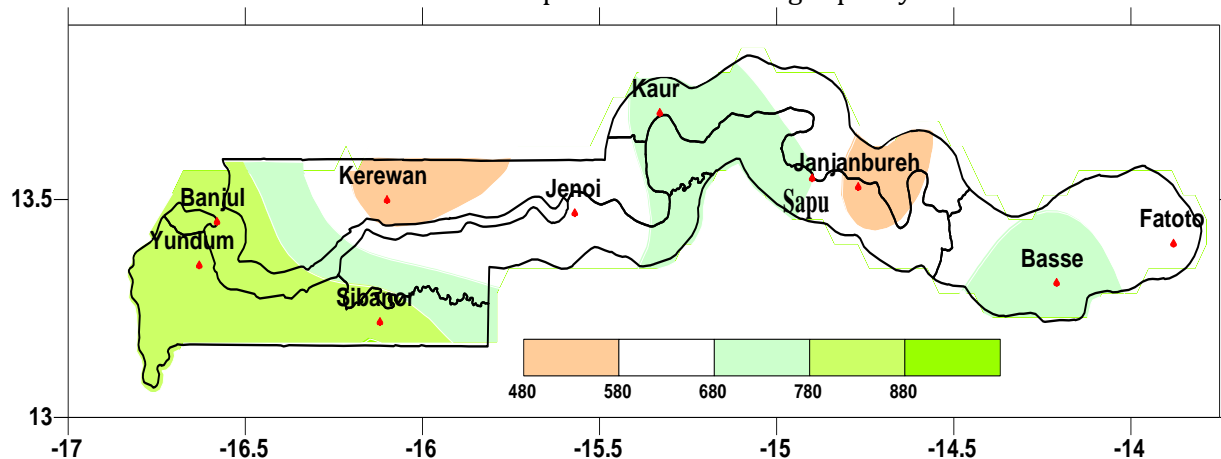 Kaur
Janjanbureh
Kerewan
Jenoi
Sapu
13.5
Banjul
Fatoto
Yundum
Basse
Sibanor
480 580 680 780 880
13
-17 -16.5 -16 -15.5 -15 -14.5 -14